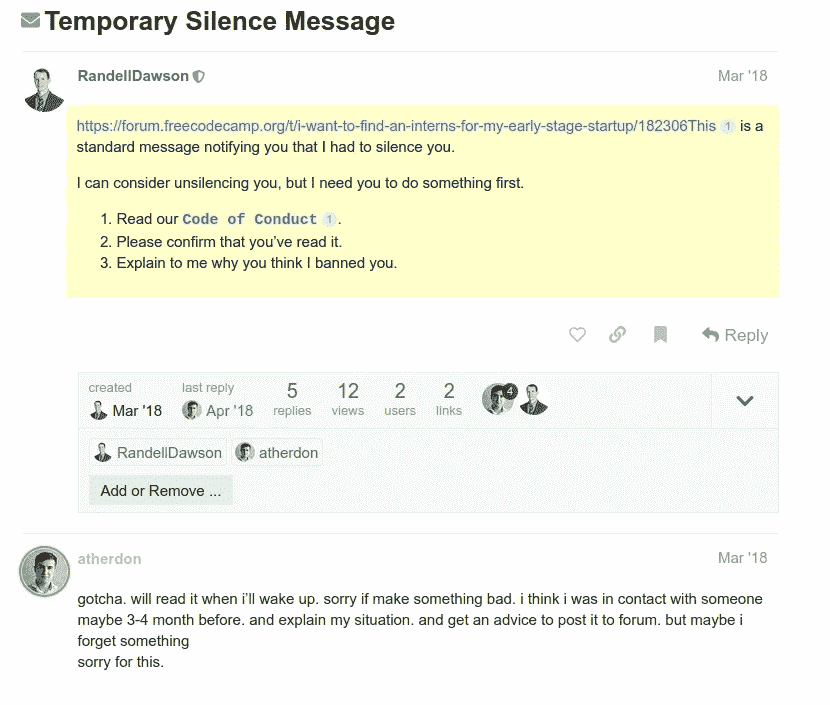 Temporary Silence Message
RandellDawson
Mar '18
https://forum.freecodecamp.org/t/i-want-to-find-an-interns-for-my-early-stage-startup/182306This 1 is a
standard message notifying you that I had to silence you.
I can consider unsilencing you, but I need you to do something first.
1. Read our Code of Conduct 1.
2. Please confirm that you've read it.
3. Explain to me why you think I banned you.
Reply
created last reply 5 12 2 2 4
Mar '18 Apr '18 replies views users links
RandellDawson atherdon
Add or Remove ...
atherdon
Mar '18
gotcha. will read it when i'll wake up. sorry if make something bad. i think i was in contact with someone
maybe 3-4 month before. and explain my situation. and get an advice to post it to forum. but maybe i
forget something
sorry for this.